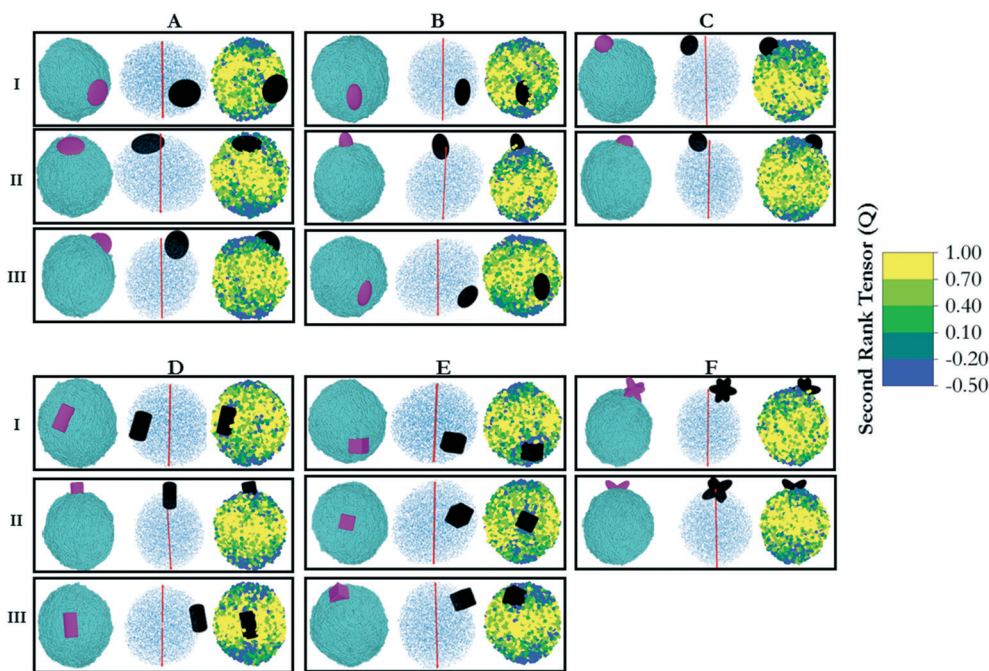 A B C
I
II
III
Second Rank Tensor (Q)
1.00
0.70
0.40
0.10
-0.20
-0.50
D E F
I
II
III